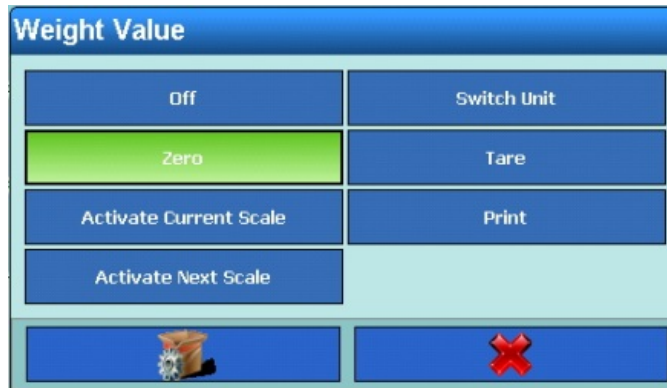 Weight Value
Off
Switch Unit
Zero
Tare
Activate Current Scale
Print
Activate Next Scale